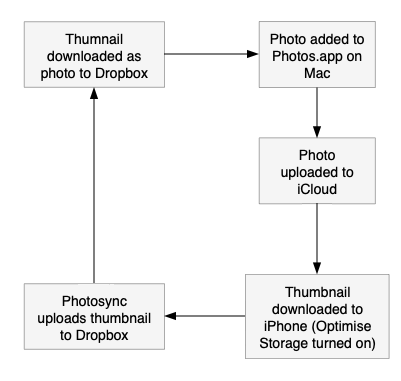 Thumnail
downloaded as
photo to Dropbox
Photo added to
Photos.app on
Mac
Photo
uploaded to
iCloud
Thumbnail
downloaded to
iPhone (Optimise
Storage turned on)
Photosync
uploads thumbnail
to Dropbox